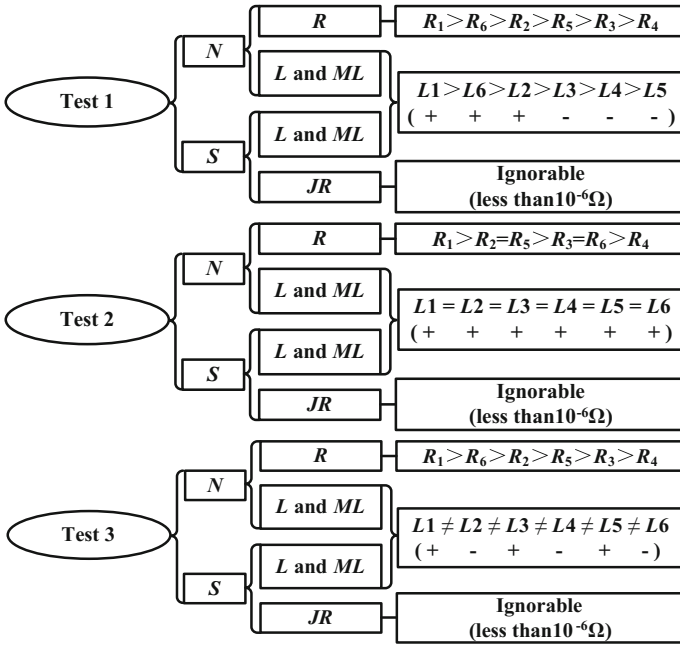 R
R₁>R₆>R₂>R₅>R₃>R₄
N
L and ML
L1>L6>L2>L3>L4>L5
Test 1
( + + + - - - )
L and ML
S
Ignorable
JR
(less than10⁻⁶Ω)
R
R₁>R₂=R₅>R₃=R₆>R₄
N
L and ML
L1 = L2 = L3 = L4 = L5 = L6
Test 2
( + + + + + + )
L and ML
S
Ignorable
JR
(less than10⁻⁶Ω)
R
R₁>R₆>R₂>R₅>R₃>R₄
N
L and ML
L1 ≠ L2 ≠ L3 ≠ L4 ≠ L5 ≠ L6
Test 3
( + - + - + - )
L and ML
S
Ignorable
JR
(less than10⁻⁶Ω)